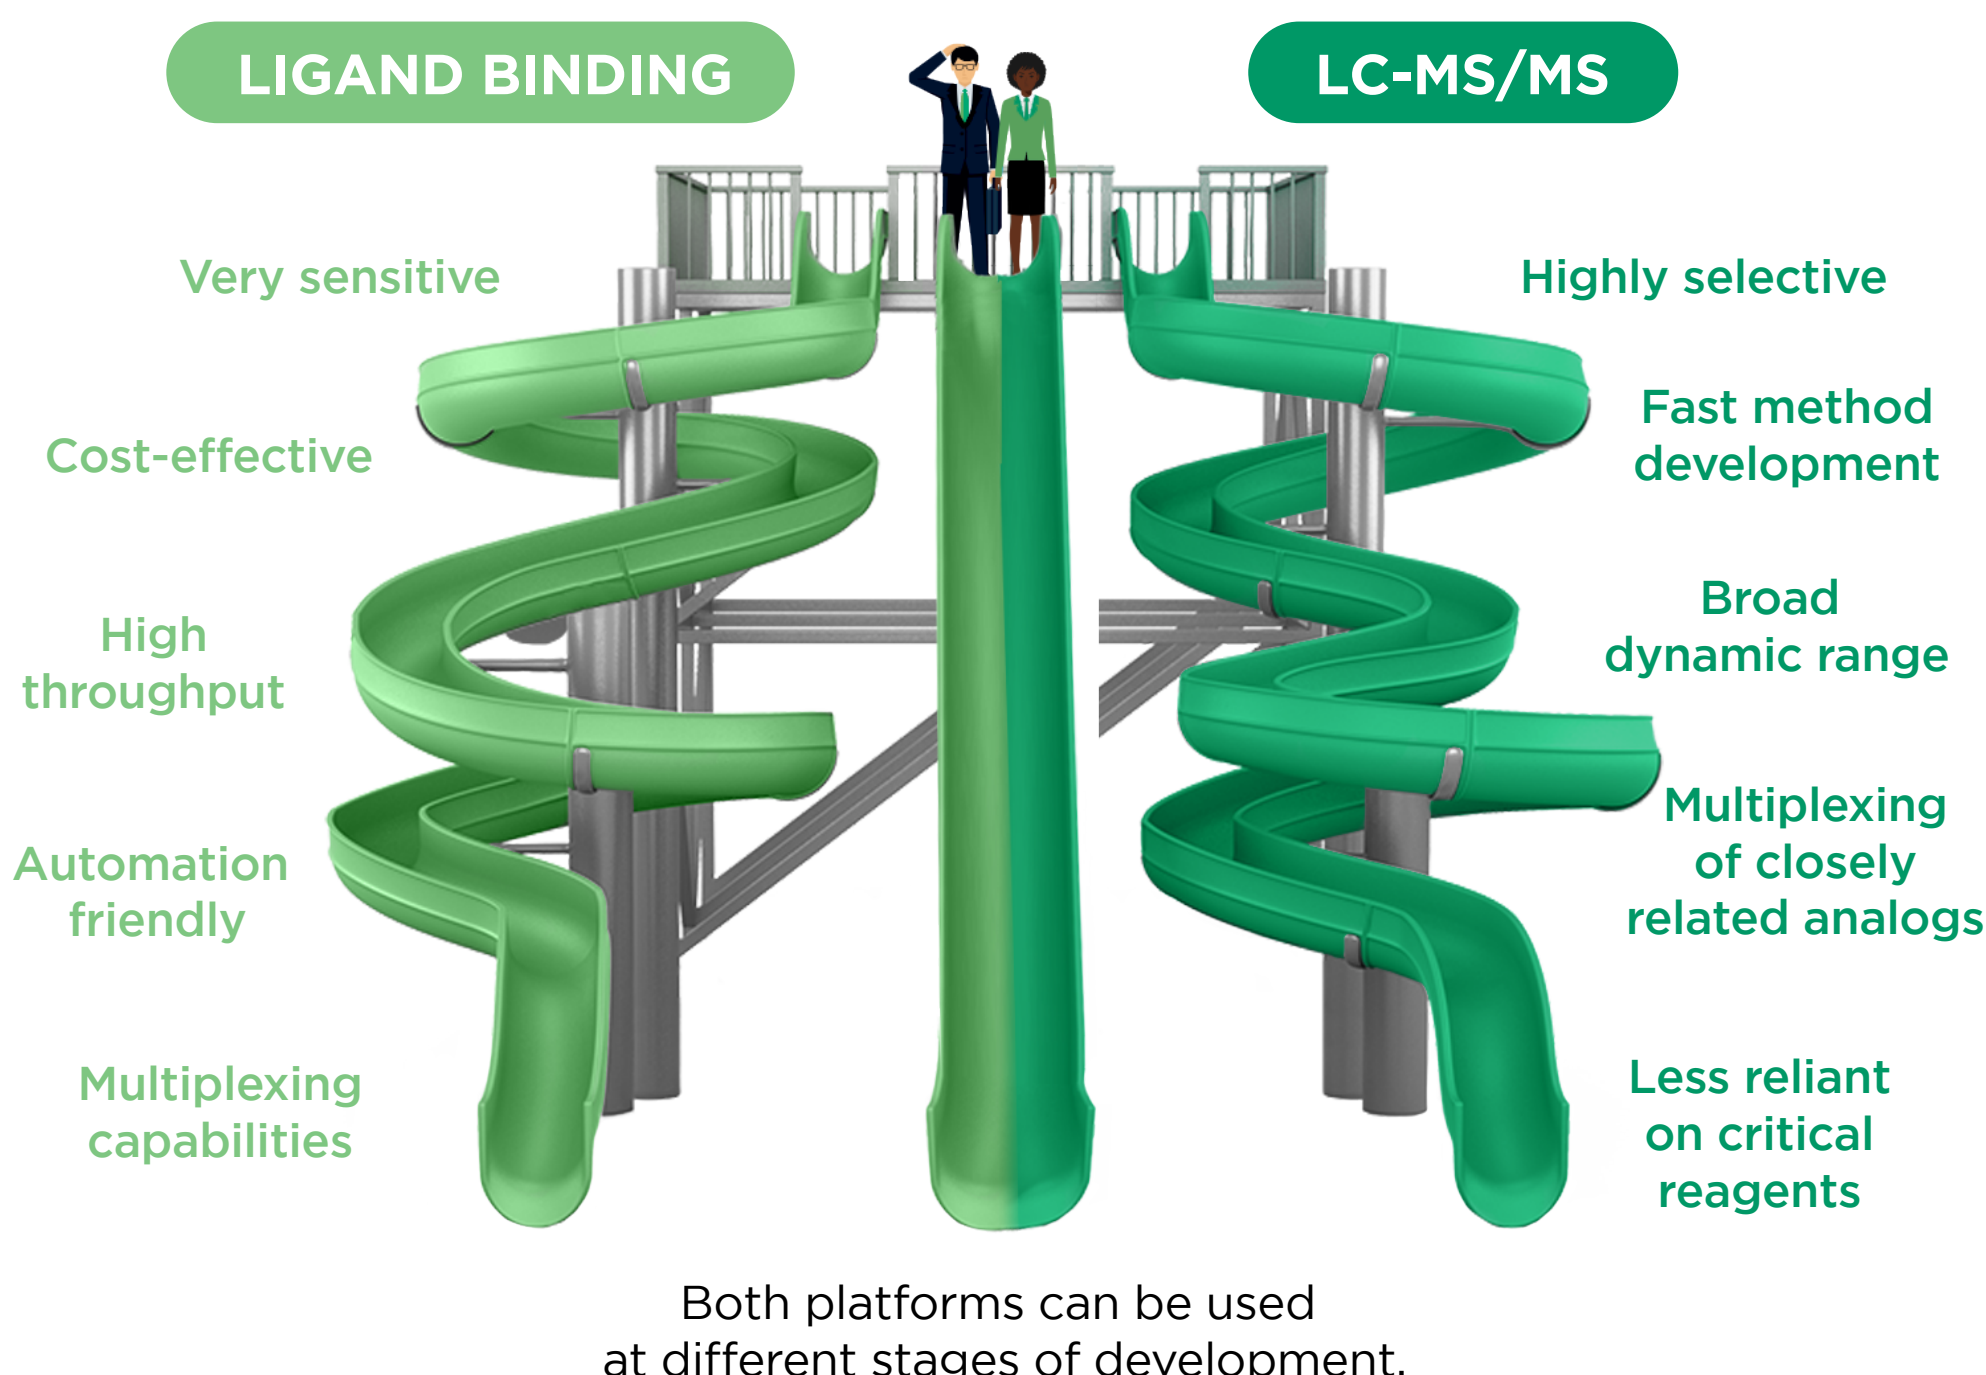 LIGAND BINDING
Very sensitive
Cost-effective
High
throughput
Automation
friendly
Multiplexing
capabilities
LC-MS/MS
Highly selective
Fast method
development
Broad
dynamic range
Multiplexing
of closely
related analogs
Less reliant
on critical
reagents
Both platforms can be used
at different stages of development.